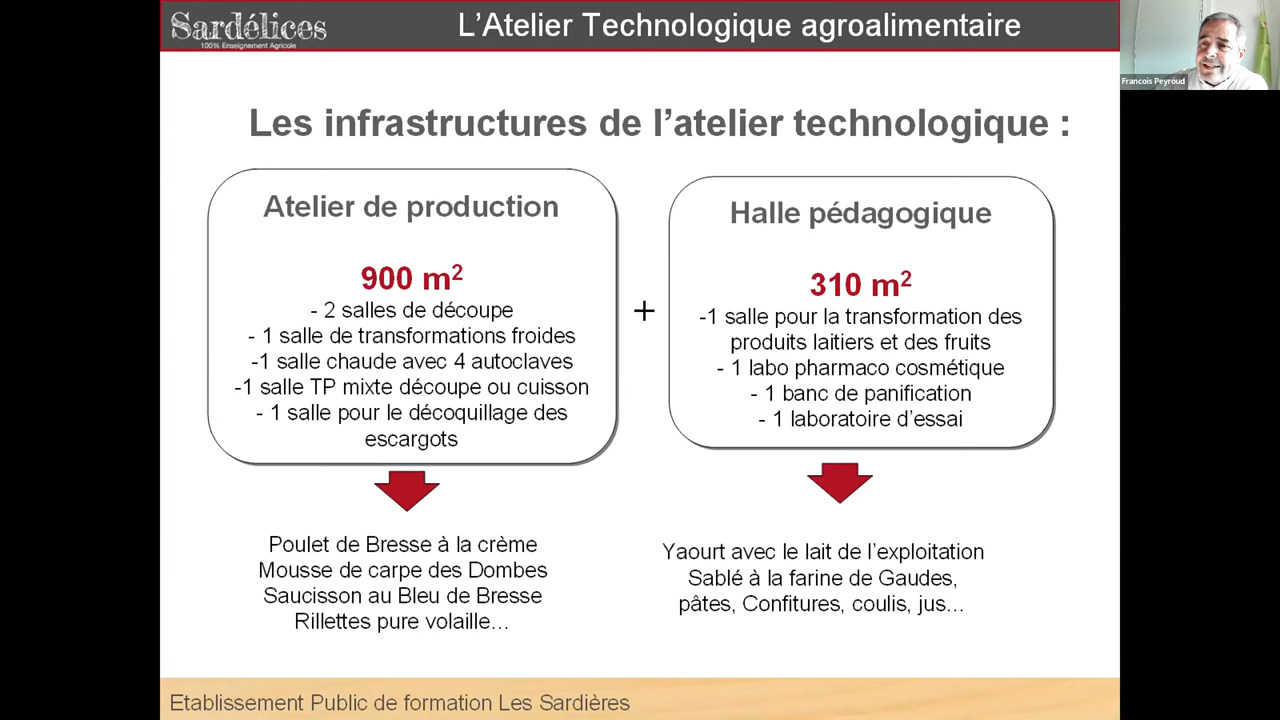 Sardélices
100% Enseignement Agricole
L’Atelier Technologique agroalimentaire
Francois Peyroud
Les infrastructures de l’atelier technologique :
Atelier de production
900 m²
- 2 salles de découpe
- 1 salle de transformations froides
-1 salle chaude avec 4 autoclaves
-1 salle TP mixte découpe ou cuisson
- 1 salle pour le décoquillage des
escargots
+
Halle pédagogique
310 m²
-1 salle pour la transformation des
produits laitiers et des fruits
- 1 labo pharmaco cosmétique
- 1 banc de panification
- 1 laboratoire d’essai
Poulet de Bresse à la crème
Mousse de carpe des Dombes
Saucisson au Bleu de Bresse
Rillettes pure volaille...
Yaourt avec le lait de l’exploitation
Sablé à la farine de Gaudes,
pâtes, Confitures, coulis, jus...
Etablissement Public de formation Les Sardières